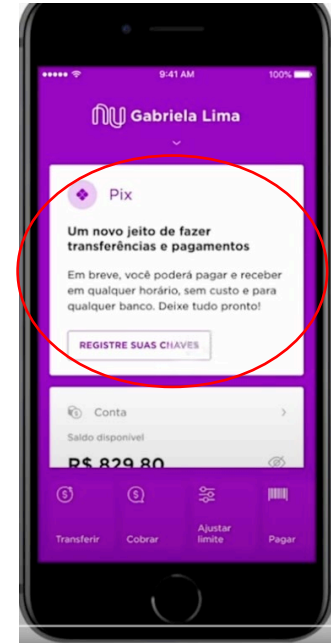 9:41 AM 100%
nu Gabriela Lima
Pix
Um novo jeito de fazer
transferências e pagamentos
Em breve, você poderá pagar e receber
em qualquer horário, sem custo e para
qualquer banco. Deixe tudo pronto!
REGISTRE SUAS CHAVES
Conta
Saldo disponível
R$ 829,80
Transferir Cobrar Ajustar limite Pagar